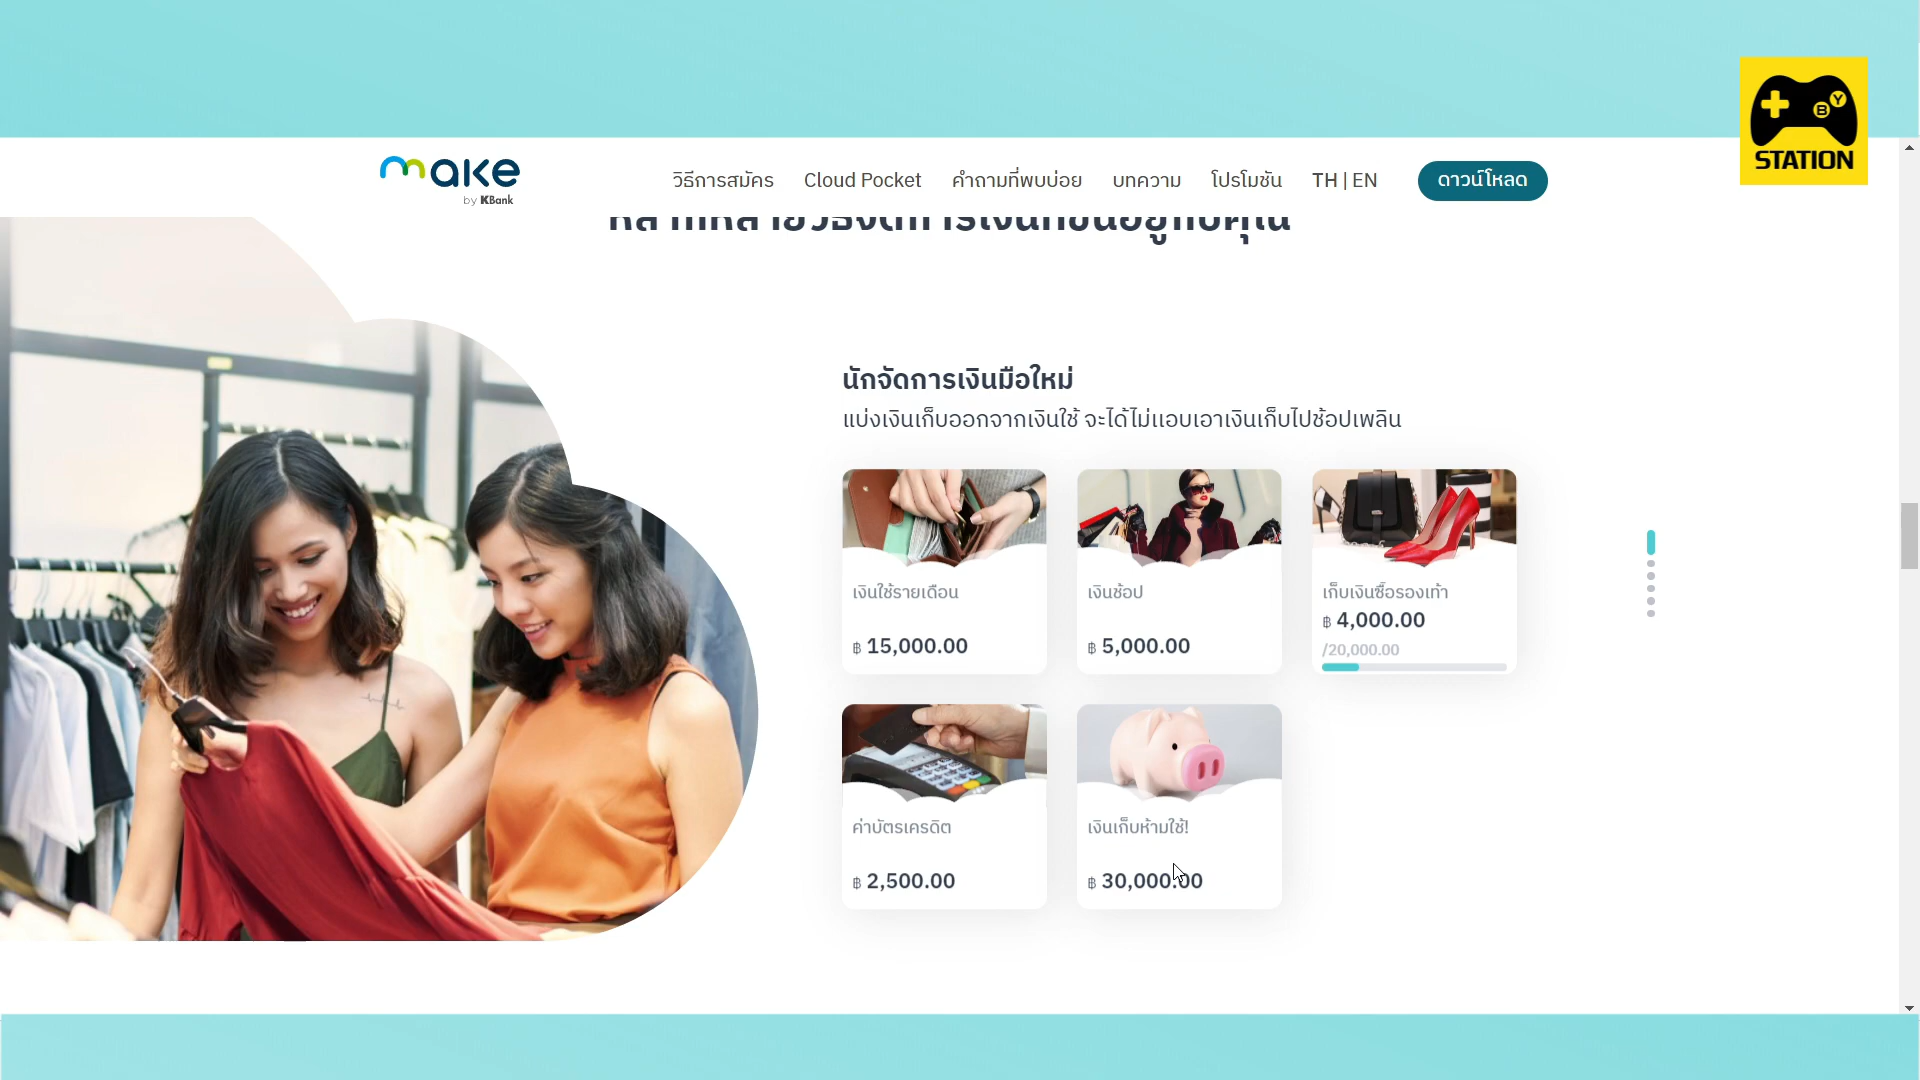 make
by KBank
วิธีการสมัคร Cloud Pocket คำถามที่พบบ่อย บทความ โปรโมชัน TH | EN ดาวน์โหลด
B Y
STATION
นักจัดการเงินมือใหม่
แบ่งเงินเก็บออกจากเงินใช้ จะได้ไม่แอบเอาเงินเก็บไปช้อปเพลิน
เงินใช้รายเดือน
฿ 15,000.00
เงินช้อป
฿ 5,000.00
เก็บเงินซื้อรองเท้า
฿ 4,000.00
/20,000.00
ค่าบัตรเครดิต
฿ 2,500.00
เงินเก็บห้ามใช้!
฿ 30,000.00